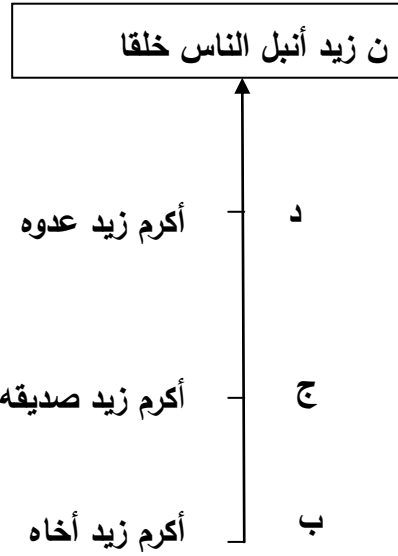 ن زيد أنبل الناس خلقا
د أكرم زيد عدوه
ج أكرم زيد صديقه
ب أكرم زيد أخاه